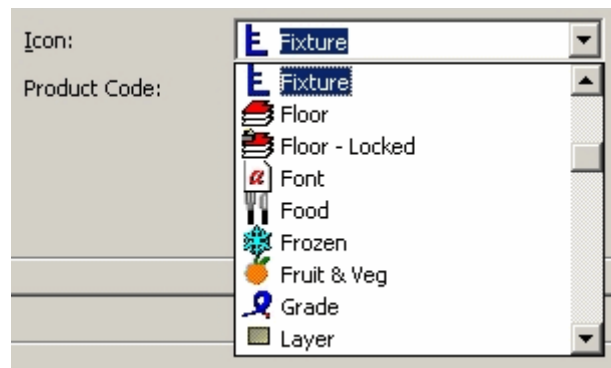 Icon: Fixture
Product Code:
Fixture
Floor
Floor - Locked
Font
Food
Frozen
Fruit & Veg
Grade
Layer